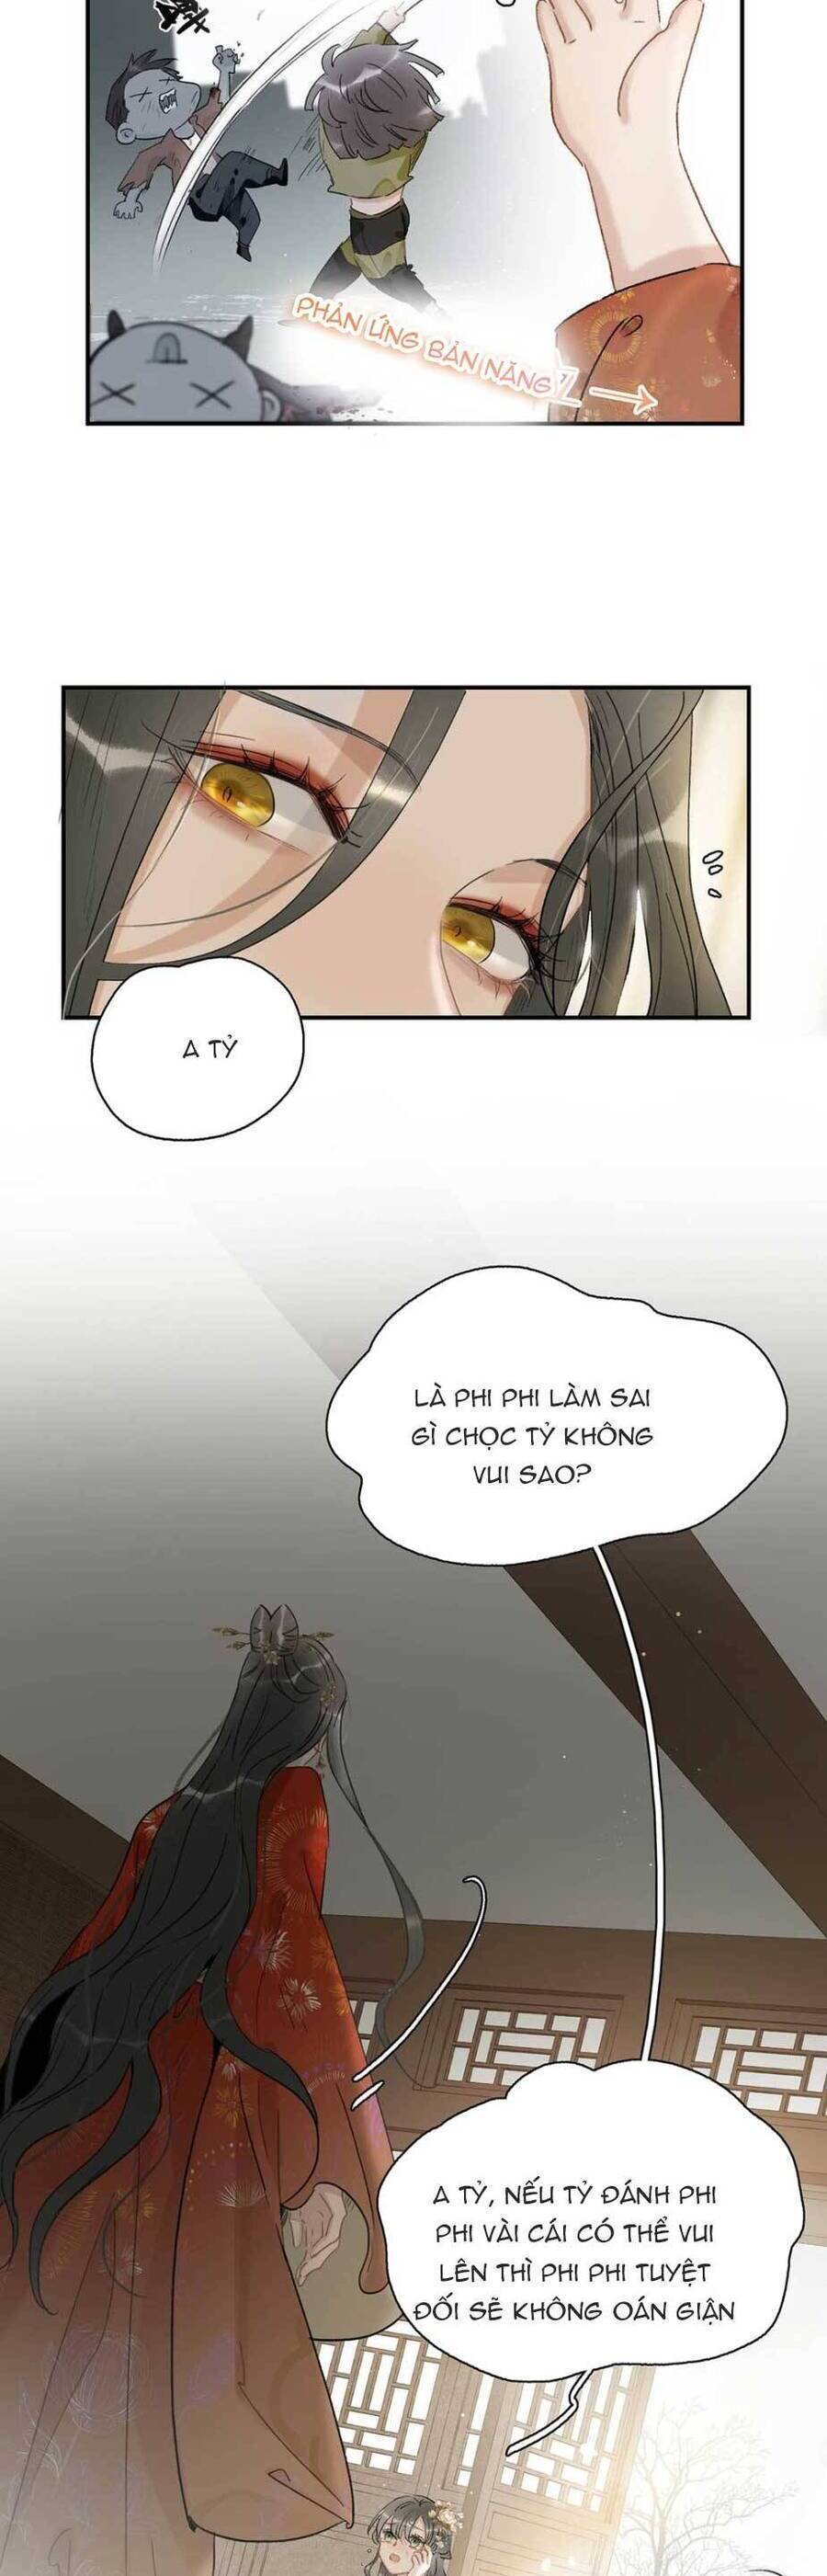 PHẢN ỨNG BẢN NĂNG
A TỶ
LÀ PHI PHI LÀM SAI
GÌ CHỌC TỶ KHÔNG
VUI SAO?
A TỶ, NẾU TỶ ĐÁNH PHI
PHI VÀI CÁI CÓ THỂ VUI
LÊN THÌ PHI PHI TUYỆT
ĐỐI SẼ KHÔNG OÁN GIẬN